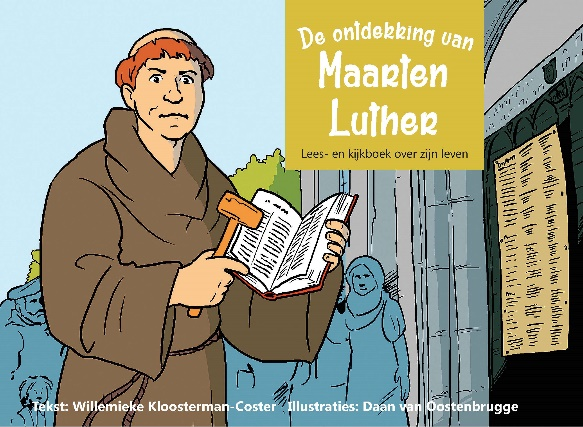 De ontdekking van
Maarten
Luther
Lees- en kijkboek over zijn leven
Tekst: Willemieke Kloosterman-Coster Illustraties: Daan van Oostenbrugge